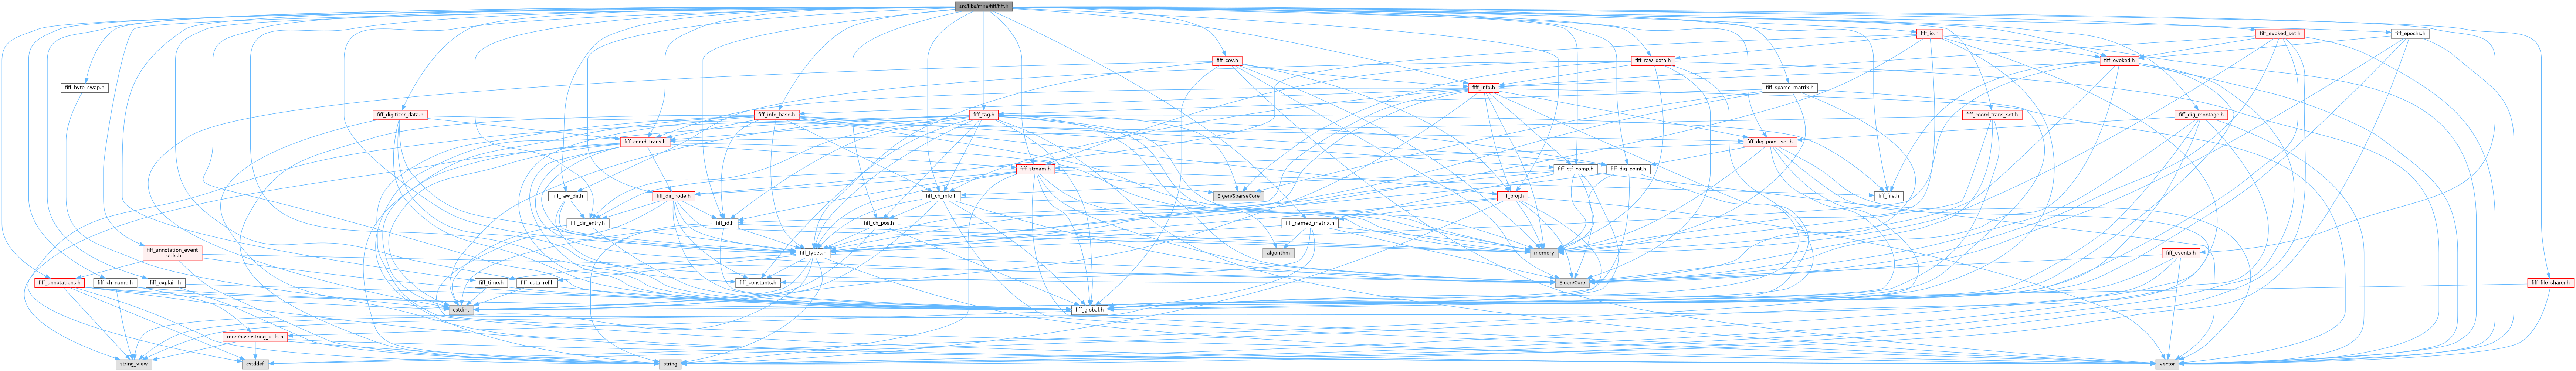 src/libs/mne/fiff/fiff.h
fiff_io.h
fiff_evoked_set.h
fiff_epochs.h
fiff_cov.h
fiff_raw_data.h
fiff_evoked.h
fiff_byte_swap.h
fiff_info.h
fiff_sparse_matrix.h
fiff_digitizer_data.h
fiff_info_base.h
fiff_tag.h
fiff_coord_trans_set.h
fiff_dig_montage.h
fiff_coord_trans.h
fiff_dig_point_set.h
fiff_stream.h
fiff_ctf_comp.h
fiff_dig_point.h
fiff_raw_dir.h
fiff_dir_node.h
fiff_ch_info.h
Eigen/SparseCore
fiff_proj.h
fiff_file.h
fiff_dir_entry.h
fiff_id.h
fiff_ch_pos.h
fiff_named_matrix.h
fiff_annotation_event
_utils.h
fiff_types.h
algorithm
memory
fiff_events.h
fiff_annotations.h
fiff_ch_name.h
fiff_explain.h
fiff_time.h
fiff_data_ref.h
fiff_constants.h
Eigen/Core
fiff_file_sharer.h
cstdint
fiff_global.h
mne/base/string_utils.h
string_view
cstddef
string
vector